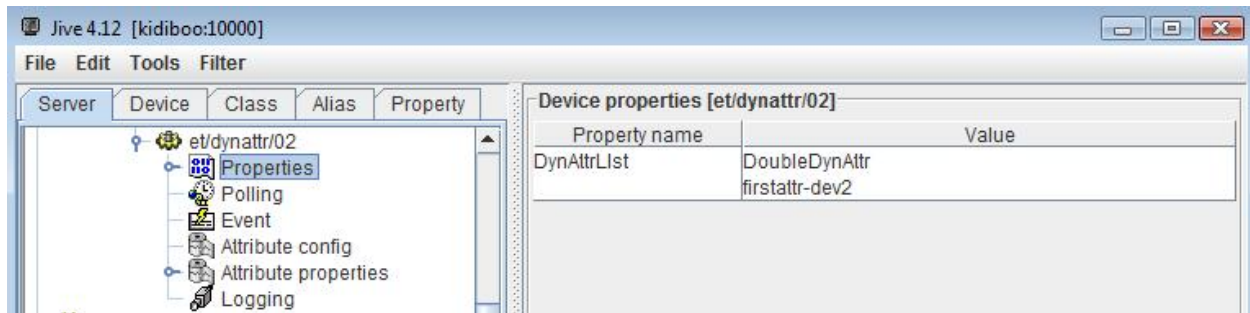 Jive 4.12 [kidiboo:10000]
File Edit Tools Filter
Server Device Class Alias Property
et/dynattr/02
Properties
Polling
Event
Attribute config
Attribute properties
Logging
Device properties [et/dynattr/02]
Property name Value
DynAttrLIst DoubleDynAttr
firstattr-dev2